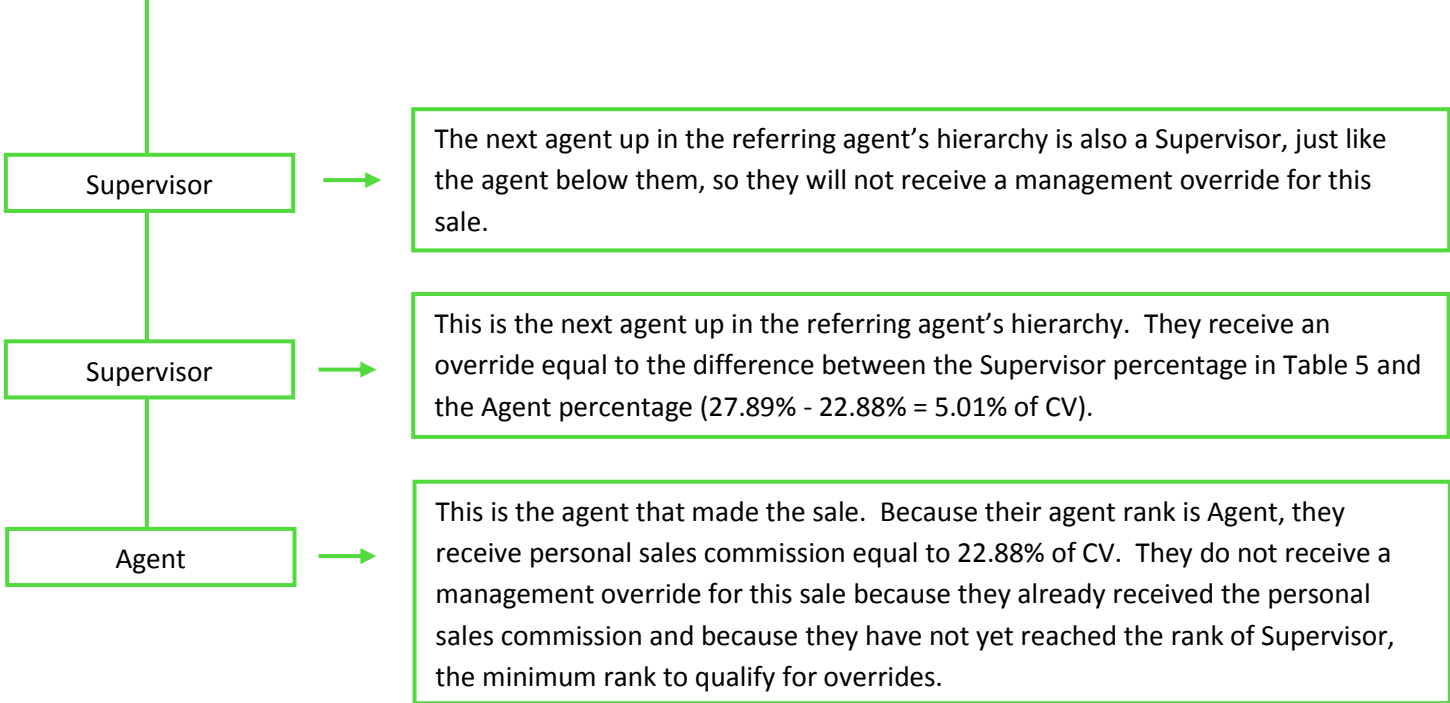 Supervisor
The next agent up in the referring agent’s hierarchy is also a Supervisor, just like
the agent below them, so they will not receive a management override for this
sale.
Supervisor
This is the next agent up in the referring agent’s hierarchy.  They receive an
override equal to the difference between the Supervisor percentage in Table 5 and
the Agent percentage (27.89% - 22.88% = 5.01% of CV).
Agent
This is the agent that made the sale.  Because their agent rank is Agent, they
receive personal sales commission equal to 22.88% of CV.  They do not receive a
management override for this sale because they already received the personal
sales commission and because they have not yet reached the rank of Supervisor,
the minimum rank to qualify for overrides.